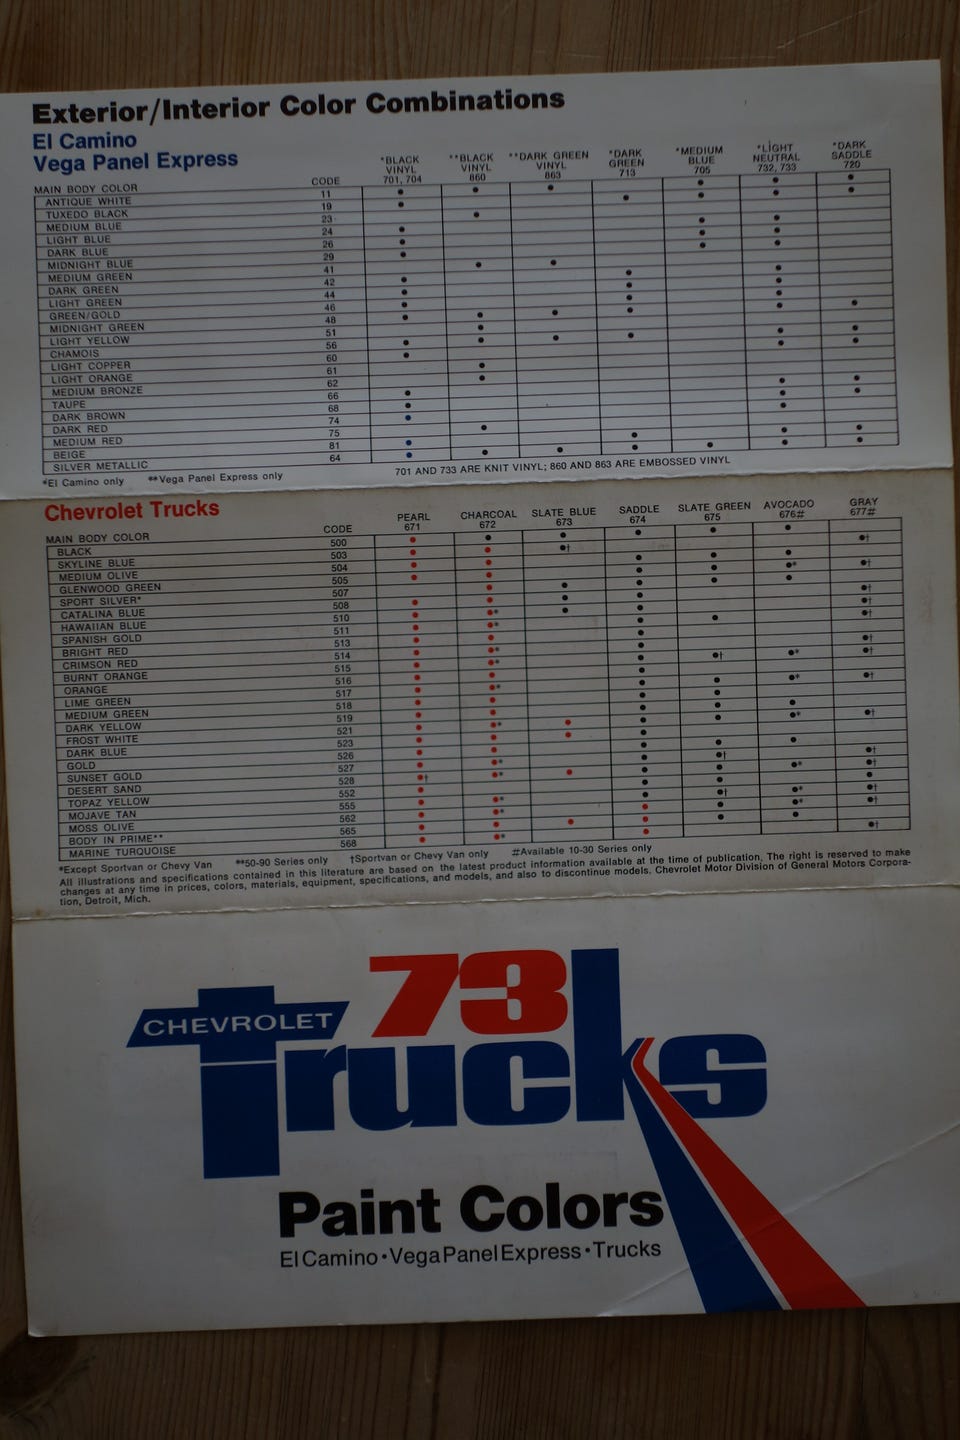 Exterior/Interior Color Combinations
El Camino
Vega Panel Express
MAIN BODY COLOR CODE *BLACK VINYL 701, 704 **BLACK VINYL 860 **DARK GREEN VINYL 863 *DARK GREEN 713 *MEDIUM BLUE 705 *LIGHT NEUTRAL 732, 733 *DARK SADDLE 720
ANTIQUE WHITE 11
TUXEDO BLACK 19
MEDIUM BLUE 23
LIGHT BLUE 24
DARK BLUE 26
MIDNIGHT BLUE 29
MEDIUM GREEN 41
DARK GREEN 42
LIGHT GREEN 44
GREEN/GOLD 46
MIDNIGHT GREEN 48
LIGHT YELLOW 51
CHAMOIS 56
LIGHT COPPER 60
LIGHT ORANGE 61
MEDIUM BRONZE 62
TAUPE 66
DARK BROWN 68
DARK RED 74
MEDIUM RED 75
BEIGE 81
SILVER METALLIC 64
*El Camino only **Vega Panel Express only 701 AND 733 ARE KNIT VINYL; 860 AND 863 ARE EMBOSSED VINYL
Chevrolet Trucks
MAIN BODY COLOR CODE PEARL 671 CHARCOAL 672 SLATE BLUE 673 SADDLE 674 SLATE GREEN 675 AVOCADO 676# GRAY 677#
BLACK 500
SKYLINE BLUE 503
MEDIUM OLIVE 504
GLENWOOD GREEN 505
SPORT SILVER* 507
CATALINA BLUE 508
HAWAIIAN BLUE 510
SPANISH GOLD 511
BRIGHT RED 513
CRIMSON RED 514
BURNT ORANGE 515
ORANGE 516
LIME GREEN 517
MEDIUM GREEN 518
DARK YELLOW 519
FROST WHITE 521
DARK BLUE 523
GOLD 526
SUNSET GOLD 527
DESERT SAND 528
TOPAZ YELLOW 552
MOJAVE TAN 555
MOSS OLIVE 562
BODY IN PRIME** 565
MARINE TURQUOISE 568
*Except Sportvan or Chevy Van **50-90 Series only †Sportvan or Chevy Van only #Available 10-30 Series only
All illustrations and specifications contained in this literature are based on the latest product information available at the time of publication. The right is reserved to make
changes at any time in prices, colors, materials, equipment, specifications, and models, and also to discontinue models. Chevrolet Motor Division of General Motors Corpora-
tion, Detroit, Mich.
73
CHEVROLET
Trucks
Paint Colors
El Camino • Vega Panel Express • Trucks